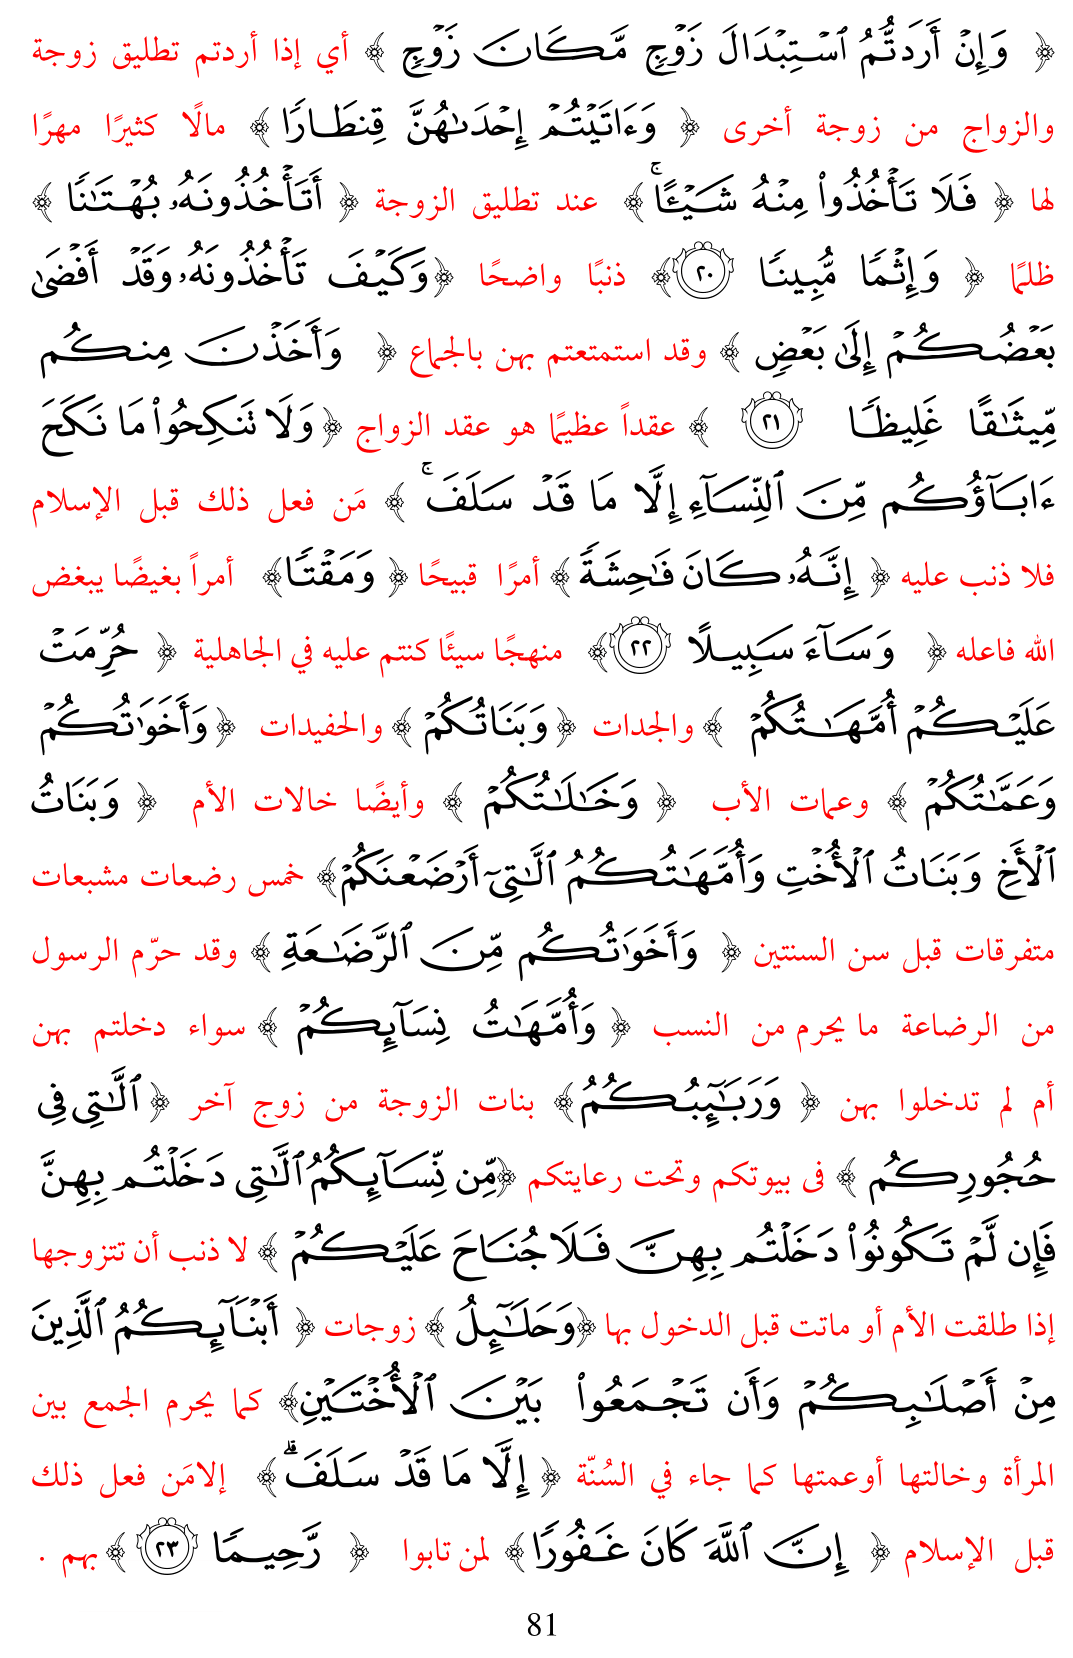 ﴿ وَإِنْ أَرَدتُّمُ ٱسْتِبْدَالَ زَوْجٍ مَّكَانَ زَوْجٍ ﴾ أي إذا أردتم تطليق زوجة
والزواج من زوجة أخرى ﴿ وَءَاتَيْتُمْ إِحْدَىٰهُنَّ قِنطَارًا ﴾ مالًا كثيرًا مهرًا
لها ﴿ فَلَا تَأْخُذُوا۟ مِنْهُ شَيْـًٔا ۚ ﴾ عند تطليق الزوجة ﴿ أَتَأْخُذُونَهُۥ بُهْتَـٰنًا ﴾
ظلمًا ﴿ وَإِثْمًا مُّبِينًا ٢٠ ﴾ ذنبًا واضحًا ﴿ وَكَيْفَ تَأْخُذُونَهُۥ وَقَدْ أَفْضَىٰ
بَعْضُكُمْ إِلَىٰ بَعْضٍ ﴾ وقد استمتعتم بهن بالجماع ﴿ وَأَخَذْنَ مِنكُم
مِّيثَـٰقًا غَلِيظًا ٢١ ﴾ عقداً عظيمًا هو عقد الزواج ﴿ وَلَا تَنكِحُوا۟ مَا نَكَحَ
ءَابَآؤُكُم مِّنَ ٱلنِّسَآءِ إِلَّا مَا قَدْ سَلَفَ ۚ ﴾ مَن فعل ذلك قبل الإسلام
فلا ذنب عليه ﴿ إِنَّهُۥ كَانَ فَـٰحِشَةً ﴾ أمرًا قبيحًا ﴿ وَمَقْتًا ﴾ أمراً بغيضًا يبغض
الله فاعله ﴿ وَسَآءَ سَبِيلًا ٢٢ ﴾ منهجًا سيئًا كنتم عليه في الجاهلية ﴿ حُرِّمَتْ
عَلَيْكُمْ أُمَّهَـٰتُكُمْ ﴾ والجدات ﴿ وَبَنَاتُكُمْ ﴾ والحفيدات ﴿ وَأَخَوَٰتُكُمْ
وَعَمَّـٰتُكُمْ ﴾ وعمات الأب ﴿ وَخَـٰلَـٰتُكُمْ ﴾ وأيضًا خالات الأم ﴿ وَبَنَاتُ
ٱلْأَخِ وَبَنَاتُ ٱلْأُخْتِ وَأُمَّهَـٰتُكُمُ ٱلَّـٰتِىٓ أَرْضَعْنَكُمْ ﴾ خمس رضعات مشبعات
متفرقات قبل سن السنتين ﴿ وَأَخَوَٰتُكُم مِّنَ ٱلرَّضَـٰعَةِ ﴾ وقد حرّم الرسول
من الرضاعة ما يحرم من النسب ﴿ وَأُمَّهَـٰتُ نِسَآئِكُمْ ﴾ سواء دخلتم بهن
أم لم تدخلوا بهن ﴿ وَرَبَـٰٓئِبُكُمُ ﴾ بنات الزوجة من زوج آخر ﴿ ٱلَّـٰتِى فِى
حُجُورِكُم ﴾ فى بيوتكم وتحت رعايتكم ﴿ مِّن نِّسَآئِكُمُ ٱلَّـٰتِى دَخَلْتُم بِهِنَّ
فَإِن لَّمْ تَكُونُوا۟ دَخَلْتُم بِهِنَّ فَلَا جُنَاحَ عَلَيْكُمْ ﴾ لا ذنب أن تتزوجها
إذا طلقت الأم أو ماتت قبل الدخول بها ﴿ وَحَلَـٰٓئِلُ ﴾ زوجات ﴿ أَبْنَآئِكُمُ ٱلَّذِينَ
مِنْ أَصْلَـٰبِكُمْ وَأَن تَجْمَعُوا۟ بَيْنَ ٱلْأُخْتَيْنِ ﴾ كما يحرم الجمع بين
المرأة وخالتها أوعمتها كما جاء في السُنّة ﴿ إِلَّا مَا قَدْ سَلَفَ ۗ ﴾ إلامَن فعل ذلك
قبل الإسلام ﴿ إِنَّ ٱللَّهَ كَانَ غَفُورًا ﴾ لمن تابوا ﴿ رَّحِيمًا ٢٣ ﴾ بهم .
81